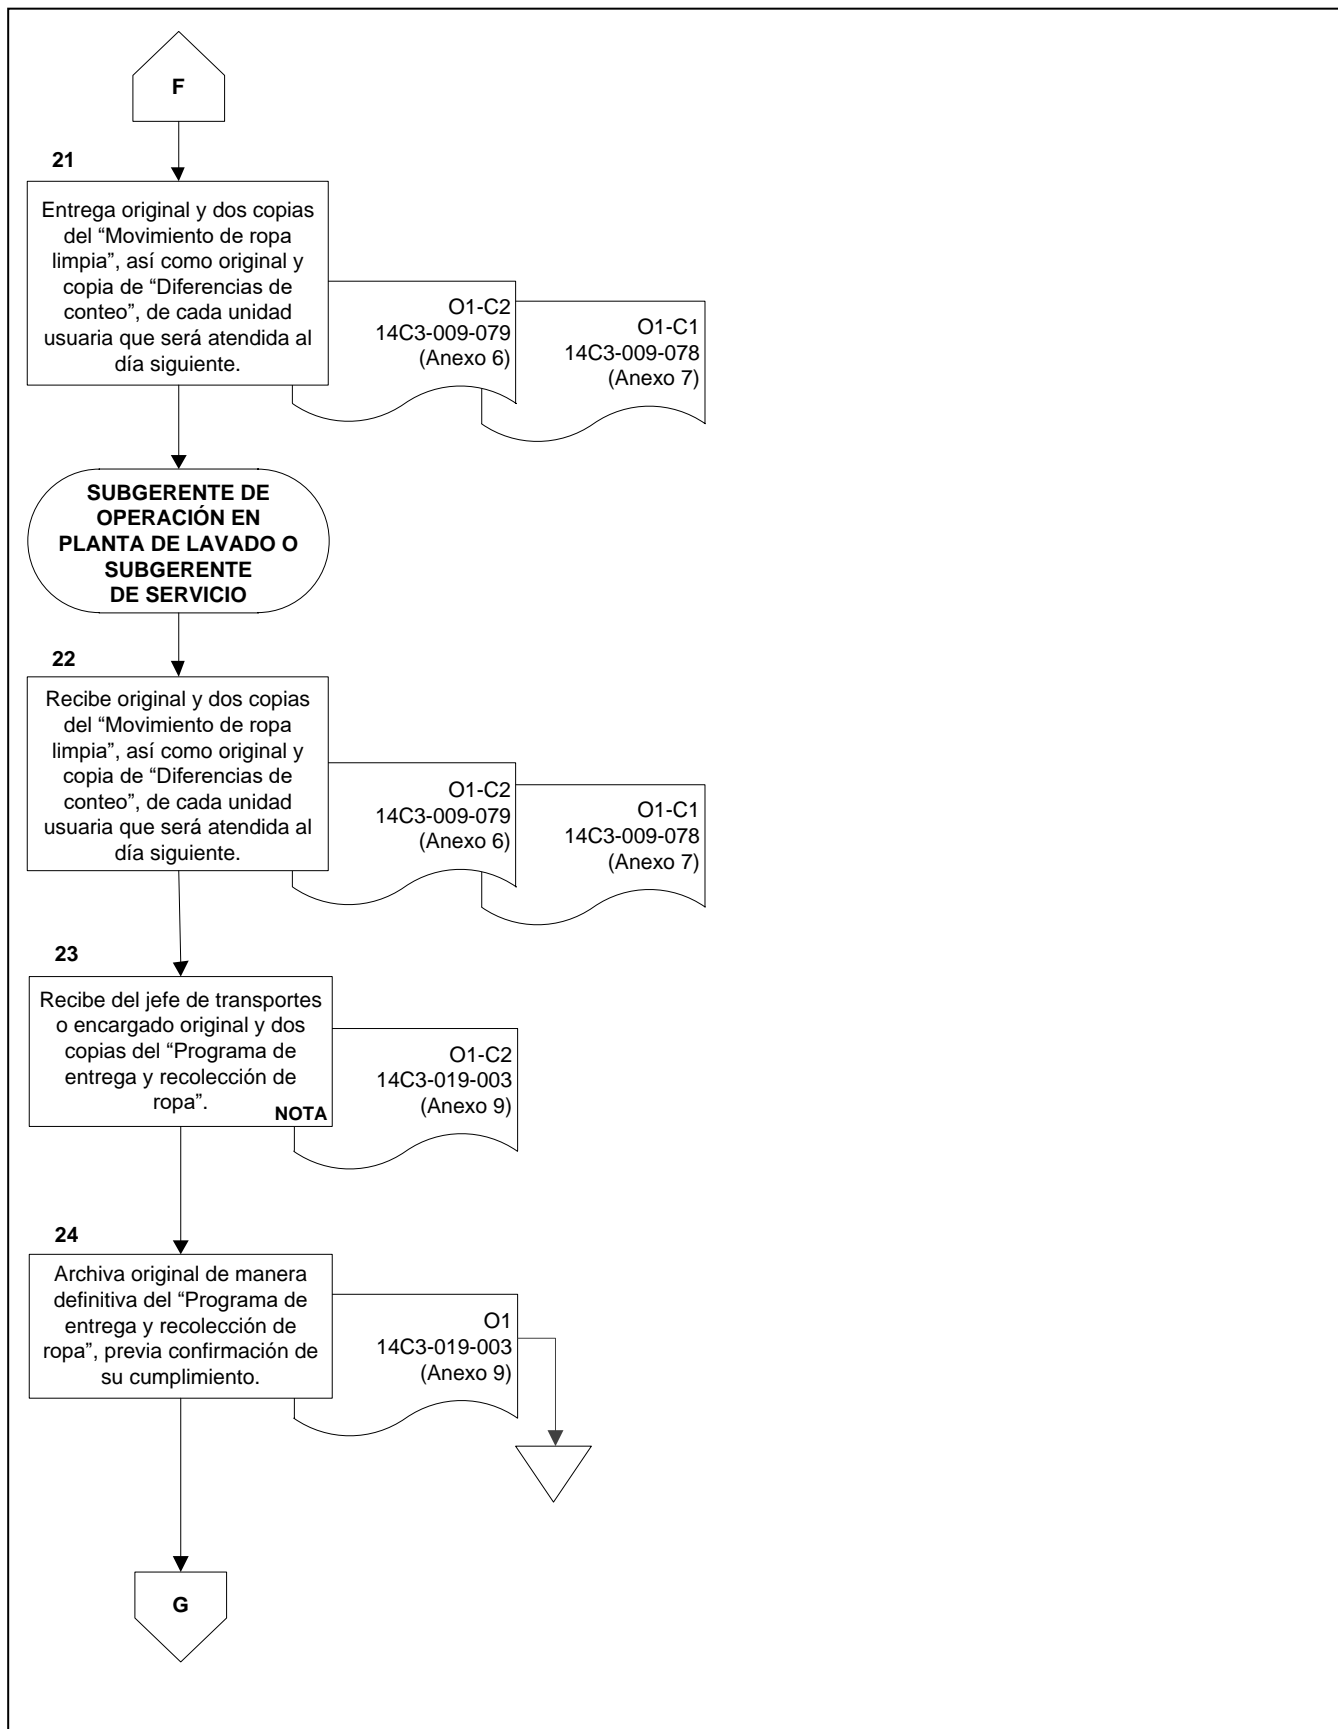 F
21
Entrega original y dos copias
del “Movimiento de ropa
limpia”, así como original y
copia de “Diferencias de
conteo”, de cada unidad
usuaria que será atendida al
día siguiente.
O1-C2
14C3-009-079
(Anexo 6)
O1-C1
14C3-009-078
(Anexo 7)
SUBGERENTE DE
OPERACIÓN EN
PLANTA DE LAVADO O
SUBGERENTE
DE SERVICIO
22
Recibe original y dos copias
del “Movimiento de ropa
limpia”, así como original y
copia de “Diferencias de
conteo”, de cada unidad
usuaria que será atendida al
día siguiente.
O1-C2
14C3-009-079
(Anexo 6)
O1-C1
14C3-009-078
(Anexo 7)
23
Recibe del jefe de transportes
o encargado original y dos
copias del “Programa de
entrega y recolección de
ropa”.
NOTA
O1-C2
14C3-019-003
(Anexo 9)
24
Archiva original de manera
definitiva del “Programa de
entrega y recolección de
ropa”, previa confirmación de
su cumplimiento.
O1
14C3-019-003
(Anexo 9)
G